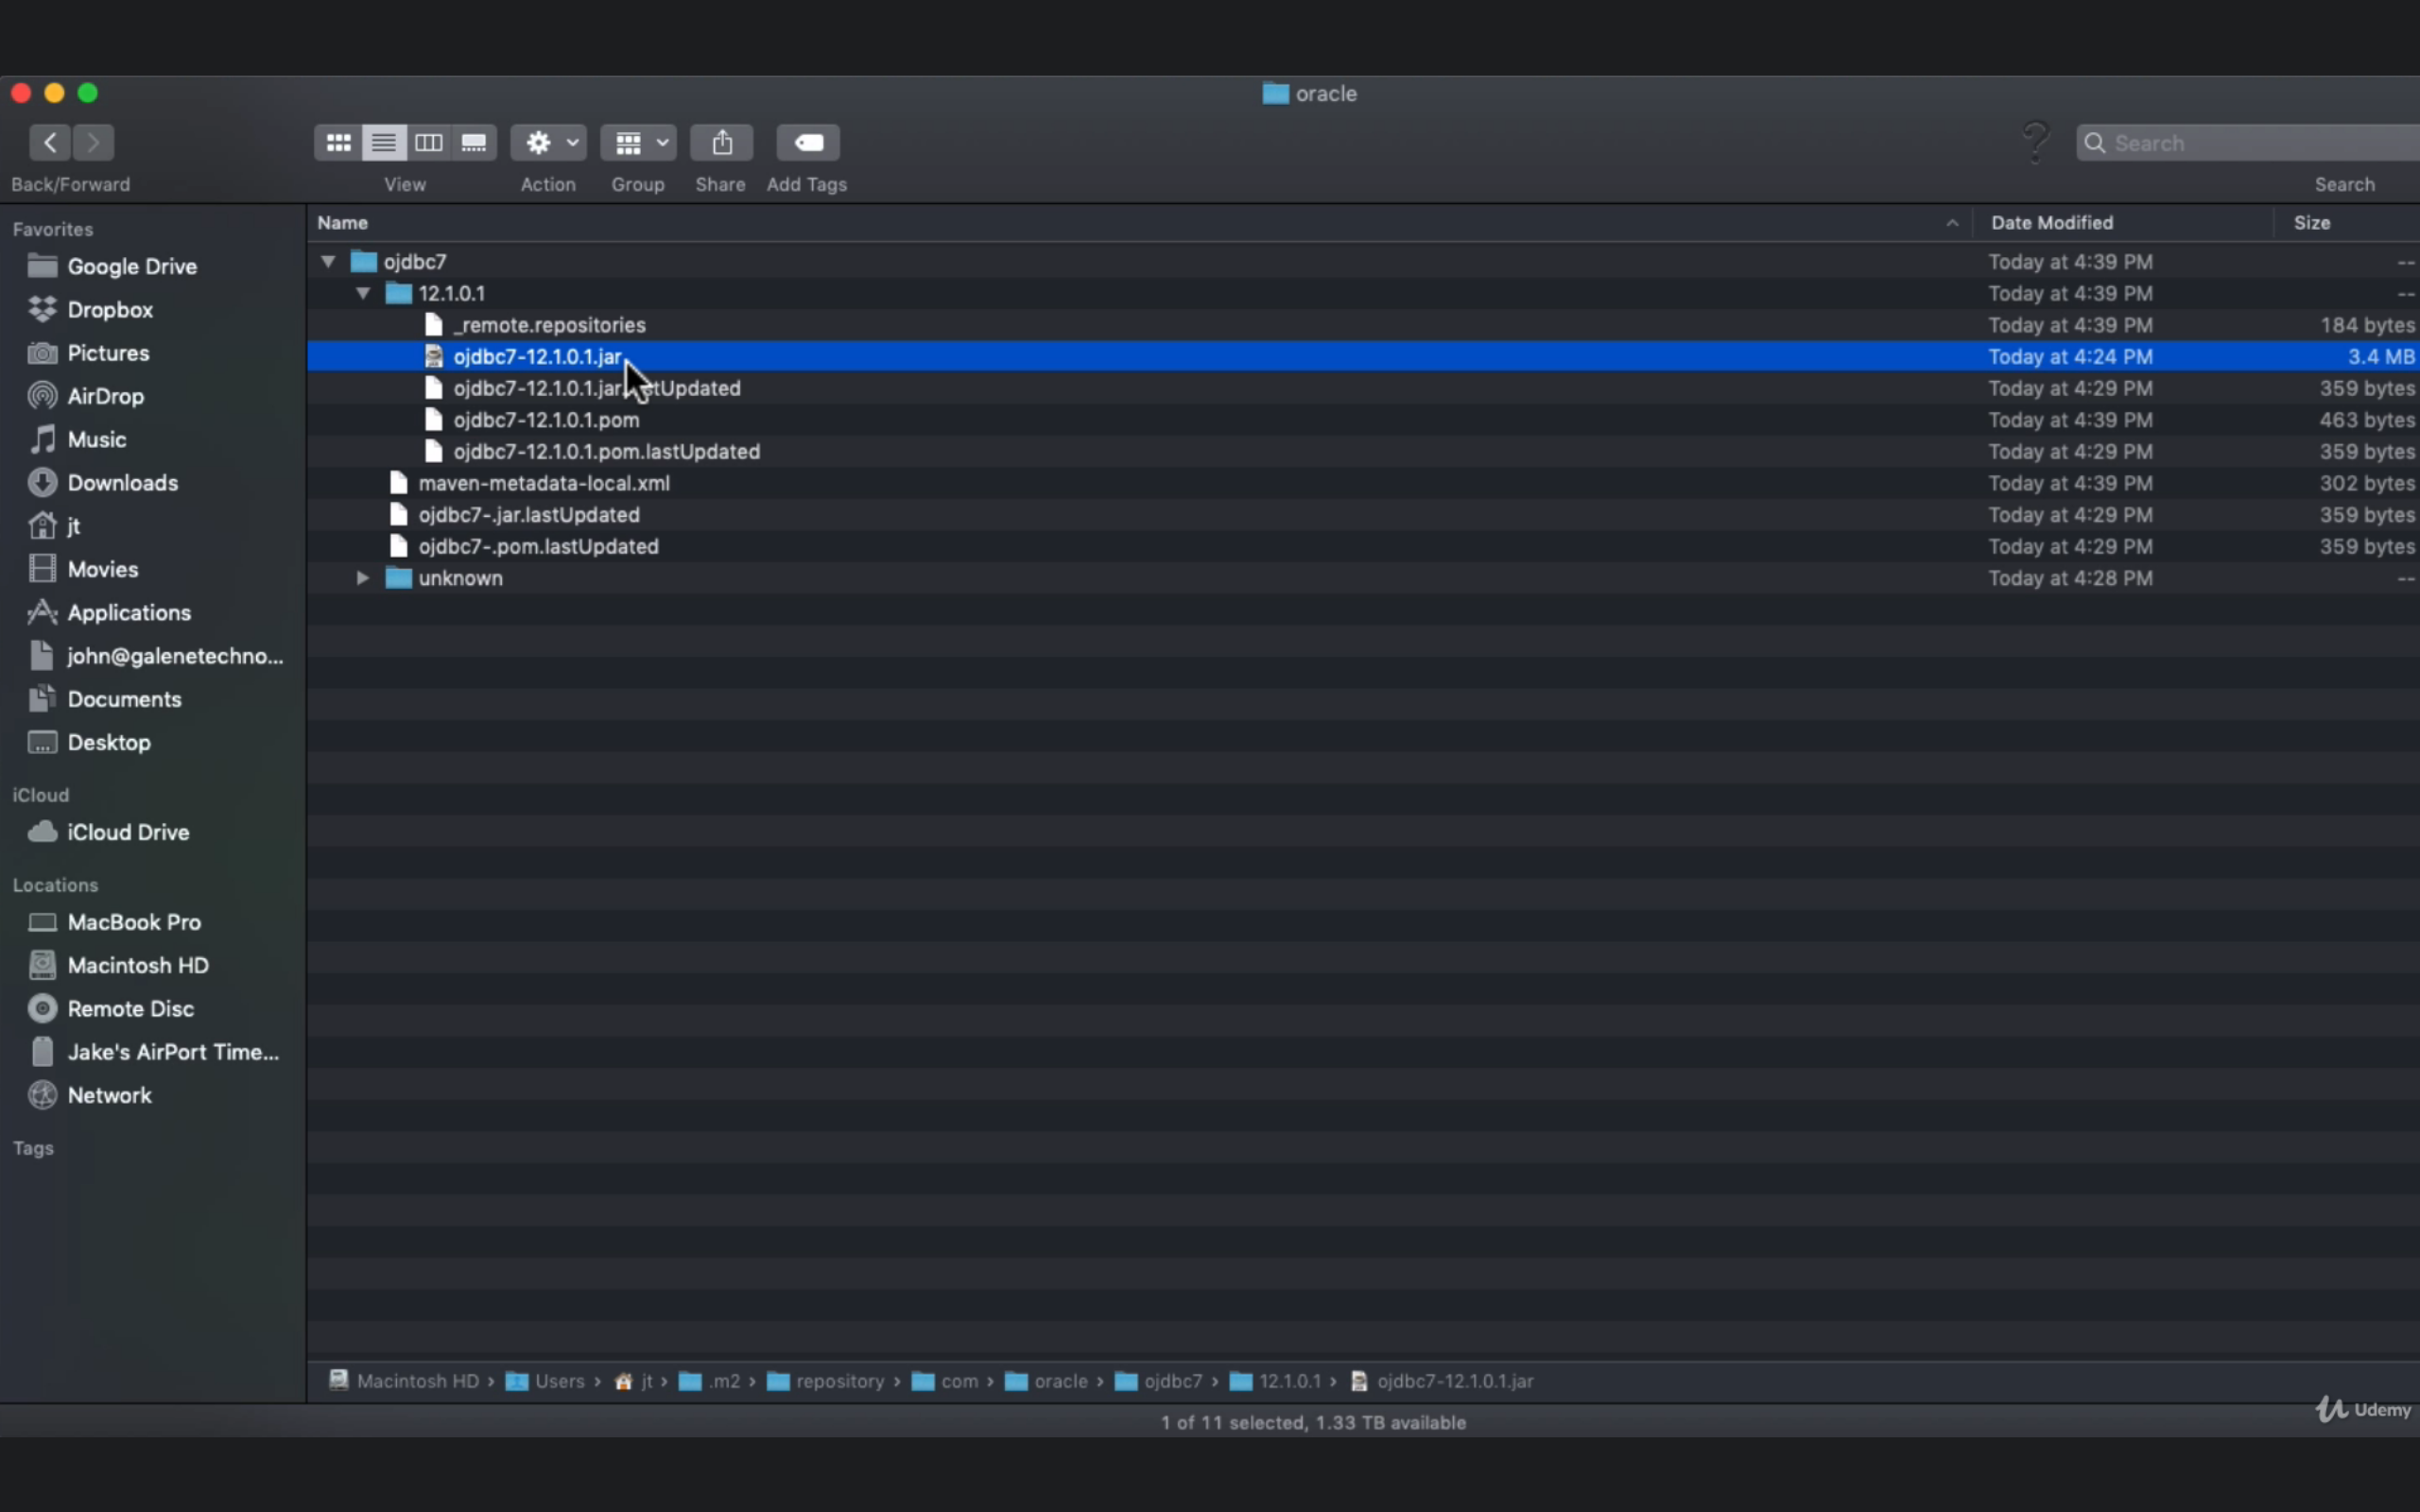 oracle
Search
Back/Forward View Action Group Share Add Tags Search
Favorites
Google Drive
Dropbox
Pictures
AirDrop
Music
Downloads
jt
Movies
Applications
john@galenetechno...
Documents
Desktop
iCloud
iCloud Drive
Locations
MacBook Pro
Macintosh HD
Remote Disc
Jake's AirPort Time...
Network
Tags
Name Date Modified Size
ojdbc7 Today at 4:39 PM --
12.1.0.1 Today at 4:39 PM --
_remote.repositories Today at 4:39 PM 184 bytes
ojdbc7-12.1.0.1.jar Today at 4:24 PM 3.4 MB
ojdbc7-12.1.0.1.jar tUpdated Today at 4:29 PM 359 bytes
ojdbc7-12.1.0.1.pom Today at 4:39 PM 463 bytes
ojdbc7-12.1.0.1.pom.lastUpdated Today at 4:29 PM 359 bytes
maven-metadata-local.xml Today at 4:39 PM 302 bytes
ojdbc7-.jar.lastUpdated Today at 4:29 PM 359 bytes
ojdbc7-.pom.lastUpdated Today at 4:29 PM 359 bytes
unknown Today at 4:28 PM --
Macintosh HD › Users › jt › .m2 › repository › com › oracle › ojdbc7 › 12.1.0.1 › ojdbc7-12.1.0.1.jar
1 of 11 selected, 1.33 TB available
Udemy